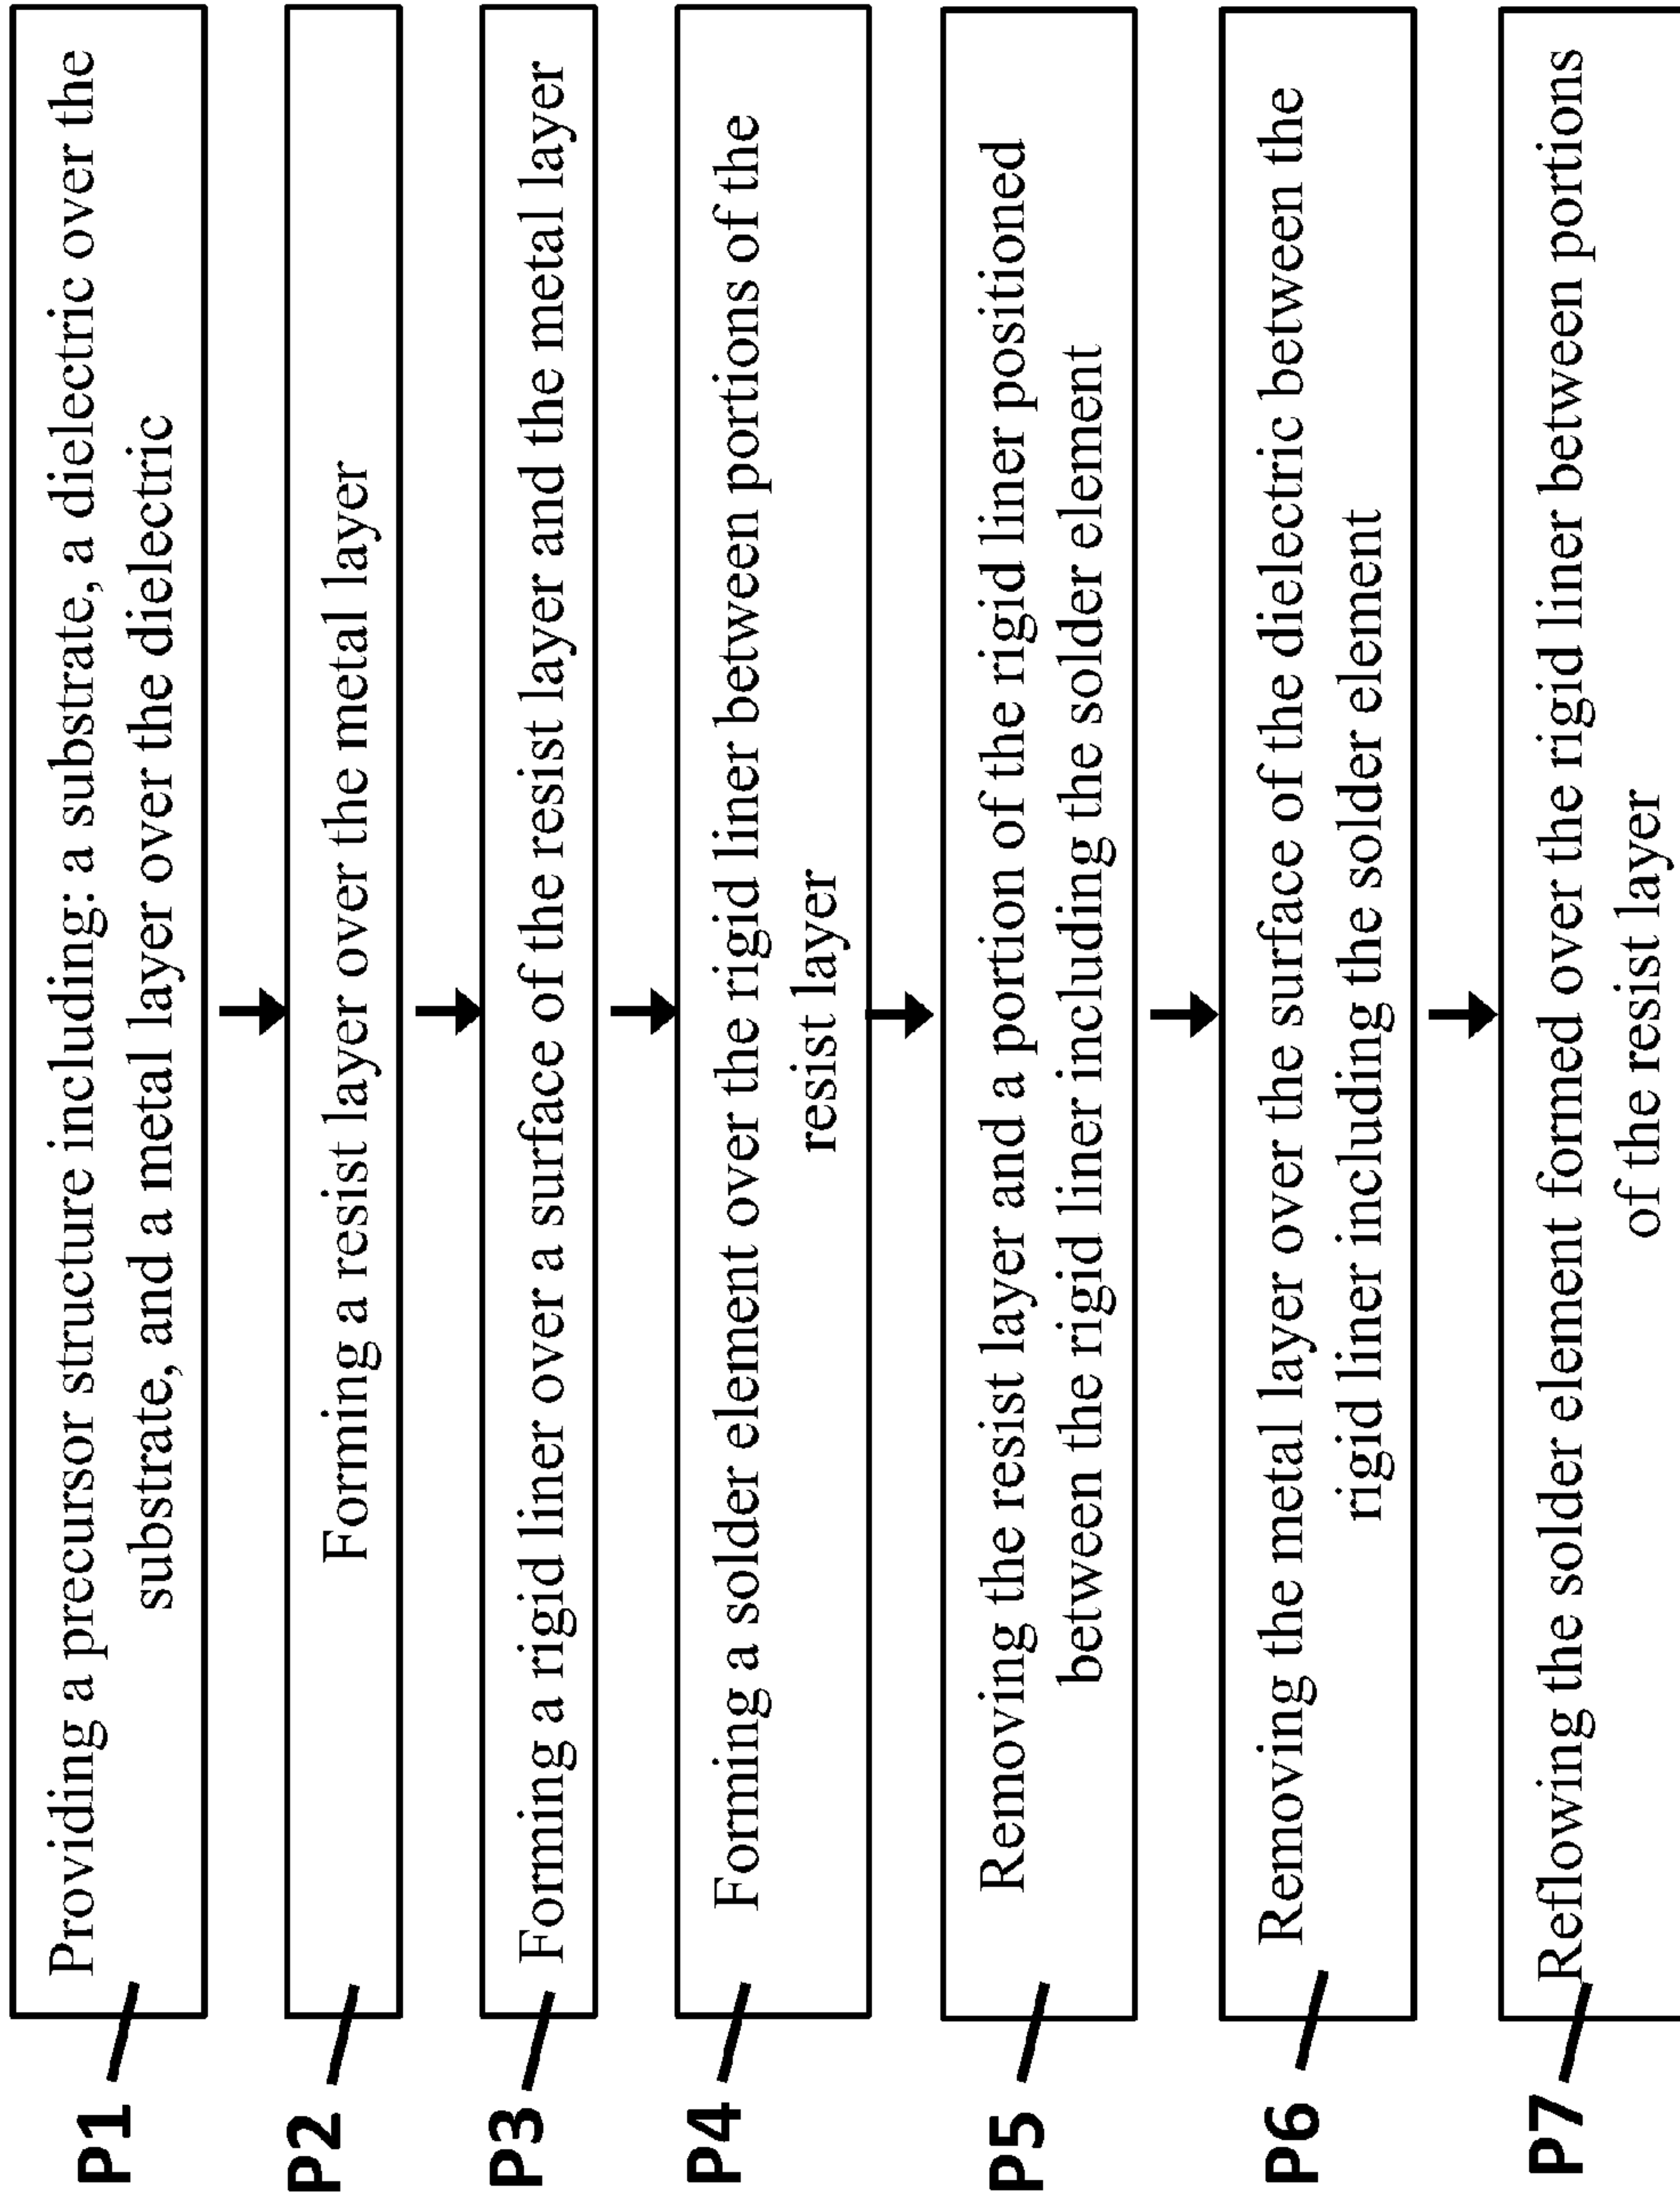 P1
Providing a precursor structure including: a substrate, a dielectric over the
substrate, and a metal layer over the dielectric
P2
Forming a resist layer over the metal layer
P3
Forming a rigid liner over a surface of the resist layer and the metal layer
P4
Forming a solder element over the rigid liner between portions of the
resist layer
P5
Removing the resist layer and a portion of the rigid liner positioned
between the rigid liner including the solder element
P6
Removing the metal layer over the surface of the dielectric between the
rigid liner including the solder element
P7
Reflowing the solder element formed over the rigid liner between portions
of the resist layer